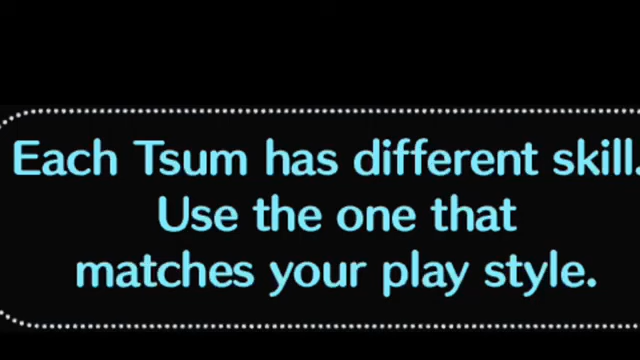 Each Tsum has different skill.
Use the one that
matches your play style.